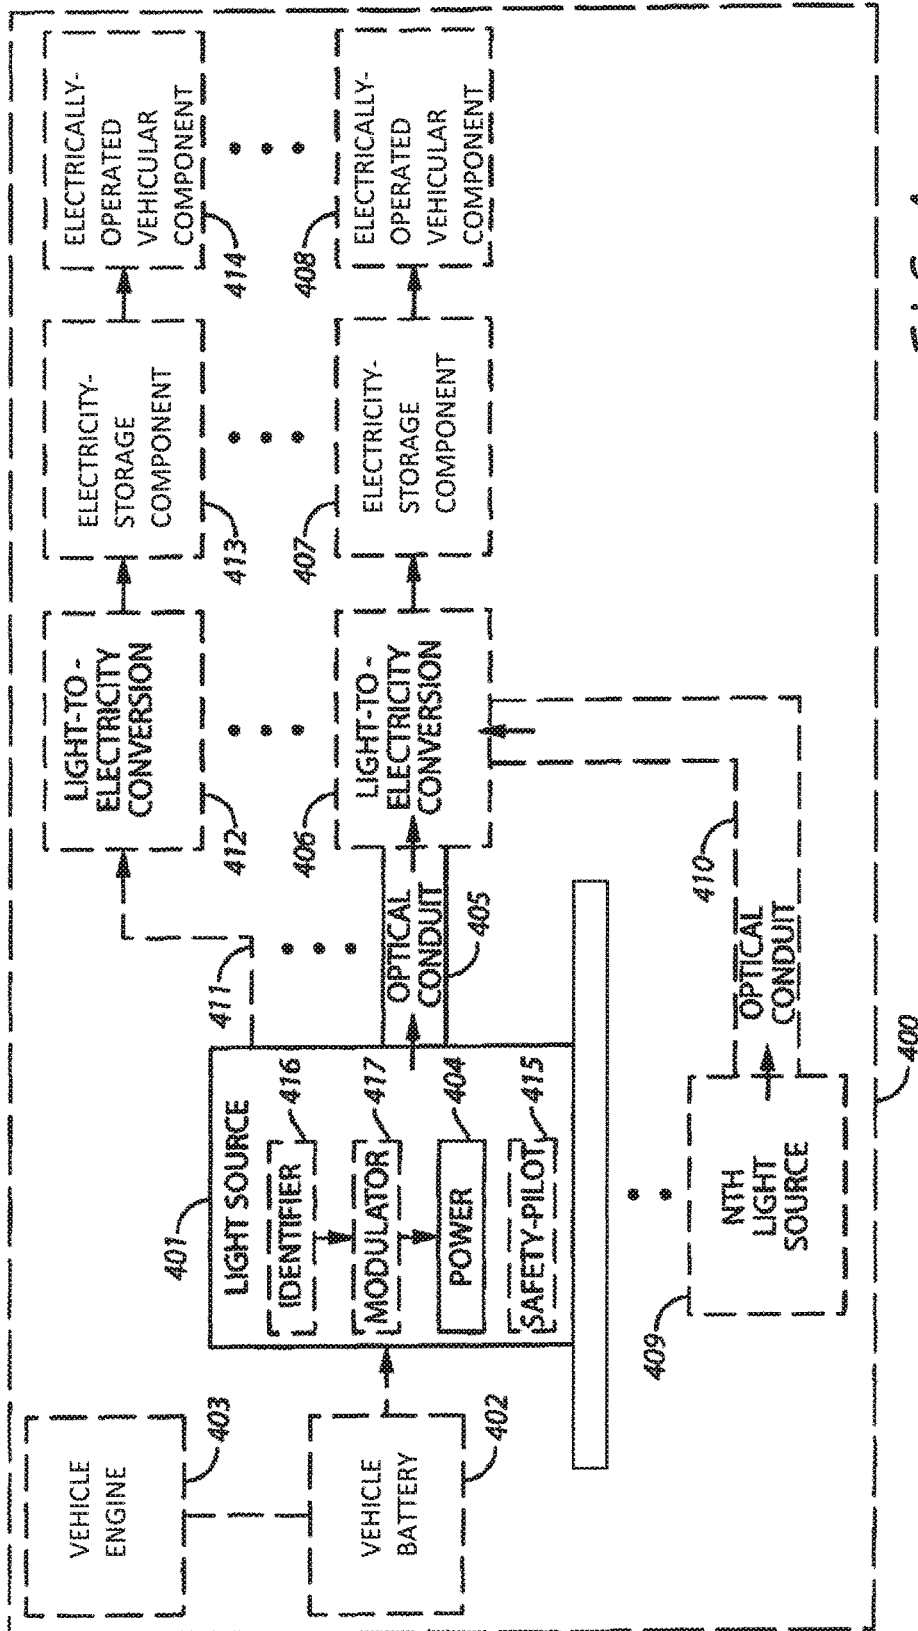 VEHICLE
ENGINE
403
VEHICLE
BATTERY
402
401
LIGHT SOURCE
IDENTIFIER
416
MODULATOR
417
POWER
404
SAFETY-PILOT
415
411
OPTICAL
CONDUIT
405
LIGHT-TO-
ELECTRICITY
CONVERSION
412
ELECTRICITY-
STORAGE
COMPONENT
413
ELECTRICALLY-
OPERATED
VEHICULAR
COMPONENT
414
406
LIGHT-TO-
ELECTRICITY
CONVERSION
407
ELECTRICITY-
STORAGE
COMPONENT
408
ELECTRICALLY-
OPERATED
VEHICULAR
COMPONENT
409
NTH
LIGHT
SOURCE
410
OPTICAL
CONDUIT
400